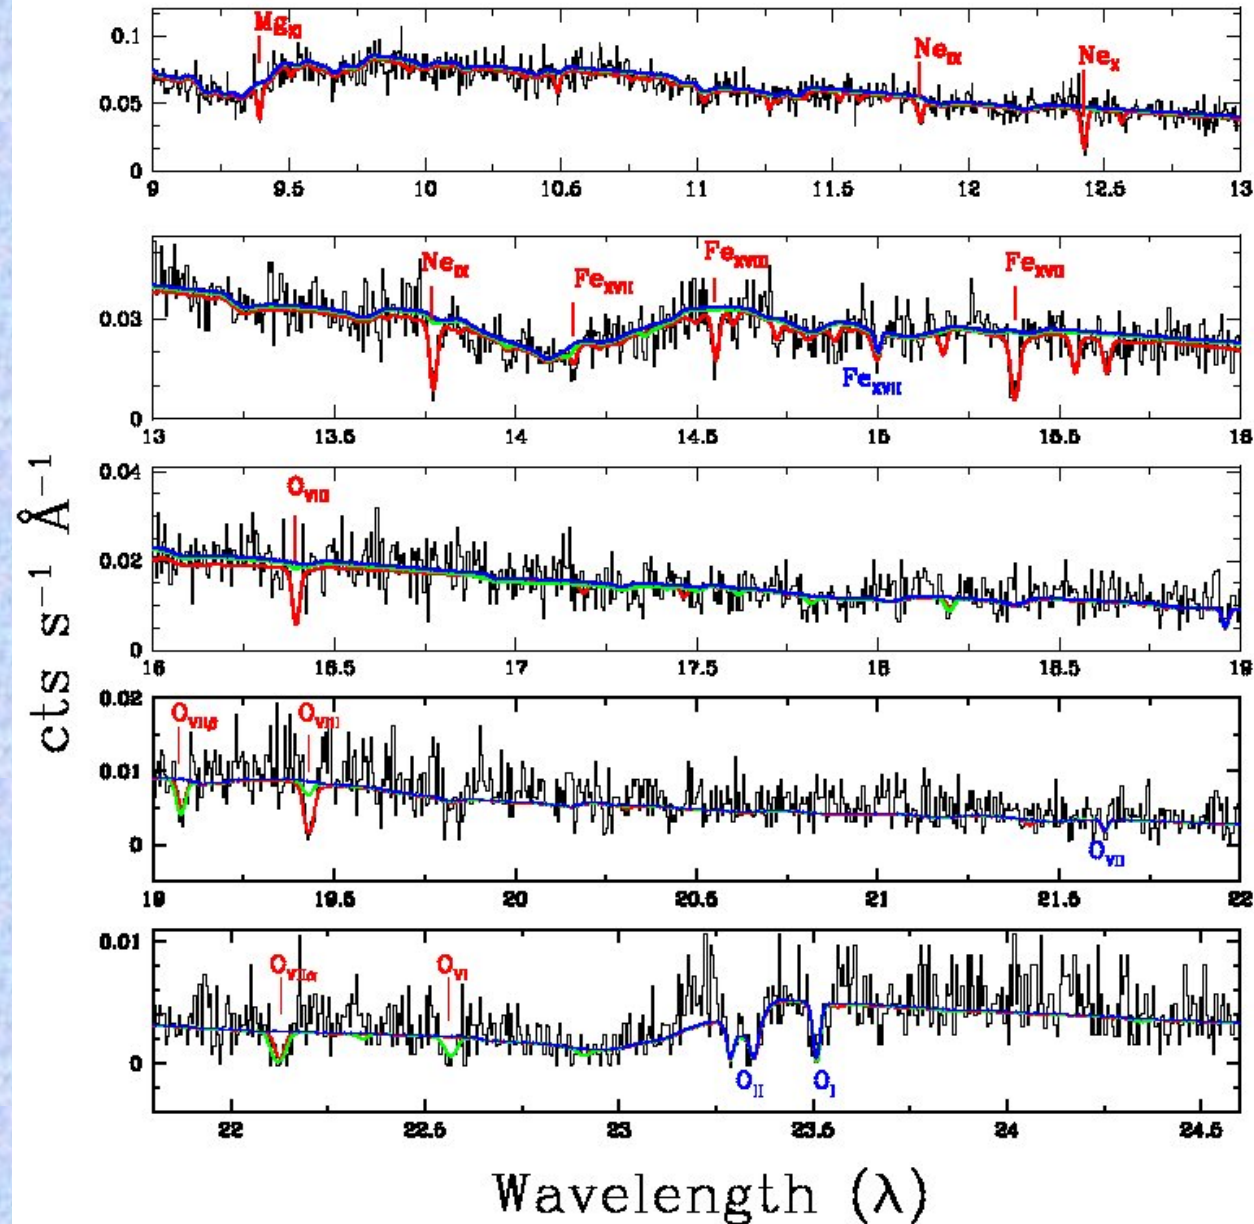 cts s⁻¹ Å⁻¹
0.1
0.05
0
Mg XI
Ne IX
Ne X
9 9.5 10 10.5 11 11.5 12 12.5 13
0.03
0
Ne IX
Fe XVII
Fe XVIII
Fe XVII
Fe XVII
13 13.5 14 14.5 15 15.5 16
0.04
0.02
0
O VIII
16 16.5 17 17.5 18 18.5 19
0.02
0.01
0
O VIIβ
O VIII
O VII
19 19.5 20 20.5 21 21.5 22
0.01
0
O VIIα
O VI
O II
O I
22 22.5 23 23.5 24 24.5
Wavelength (λ)